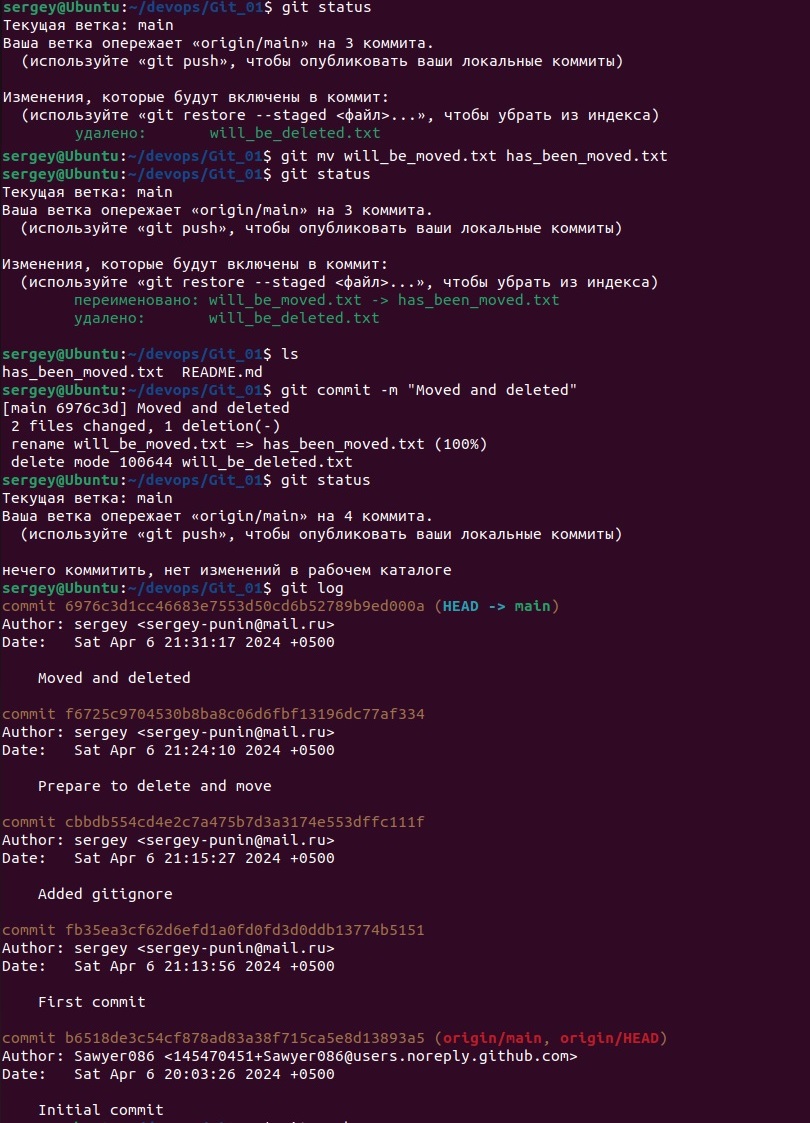 sergey@Ubuntu:~/devops/Git_01$ git status
Текущая ветка: main
Ваша ветка опережает «origin/main» на 3 коммита.
  (используйте «git push», чтобы опубликовать ваши локальные коммиты)
Изменения, которые будут включены в коммит:
  (используйте «git restore --staged <файл>...», чтобы убрать из индекса)
        удалено:       will_be_deleted.txt
sergey@Ubuntu:~/devops/Git_01$ git mv will_be_moved.txt has_been_moved.txt
sergey@Ubuntu:~/devops/Git_01$ git status
Текущая ветка: main
Ваша ветка опережает «origin/main» на 3 коммита.
  (используйте «git push», чтобы опубликовать ваши локальные коммиты)
Изменения, которые будут включены в коммит:
  (используйте «git restore --staged <файл>...», чтобы убрать из индекса)
        переименовано: will_be_moved.txt -> has_been_moved.txt
        удалено:       will_be_deleted.txt
sergey@Ubuntu:~/devops/Git_01$ ls
has_been_moved.txt  README.md
sergey@Ubuntu:~/devops/Git_01$ git commit -m "Moved and deleted"
[main 6976c3d] Moved and deleted
 2 files changed, 1 deletion(-)
 rename will_be_moved.txt => has_been_moved.txt (100%)
 delete mode 100644 will_be_deleted.txt
sergey@Ubuntu:~/devops/Git_01$ git status
Текущая ветка: main
Ваша ветка опережает «origin/main» на 4 коммита.
  (используйте «git push», чтобы опубликовать ваши локальные коммиты)
нечего коммитить, нет изменений в рабочем каталоге
sergey@Ubuntu:~/devops/Git_01$ git log
commit 6976c3d1cc46683e7553d50cd6b52789b9ed000a (HEAD -> main)
Author: sergey <sergey-punin@mail.ru>
Date:   Sat Apr 6 21:31:17 2024 +0500
    Moved and deleted
commit f6725c9704530b8ba8c06d6fbf13196dc77af334
Author: sergey <sergey-punin@mail.ru>
Date:   Sat Apr 6 21:24:10 2024 +0500
    Prepare to delete and move
commit cbbdb554cd4e2c7a475b7d3a3174e553dffc111f
Author: sergey <sergey-punin@mail.ru>
Date:   Sat Apr 6 21:15:27 2024 +0500
    Added gitignore
commit fb35ea3cf62d6efd1a0fd0fd3d0ddb13774b5151
Author: sergey <sergey-punin@mail.ru>
Date:   Sat Apr 6 21:13:56 2024 +0500
    First commit
commit b6518de3c54cf878ad83a38f715ca5e8d13893a5 (origin/main, origin/HEAD)
Author: Sawyer086 <145470451+Sawyer086@users.noreply.github.com>
Date:   Sat Apr 6 20:03:26 2024 +0500
    Initial commit